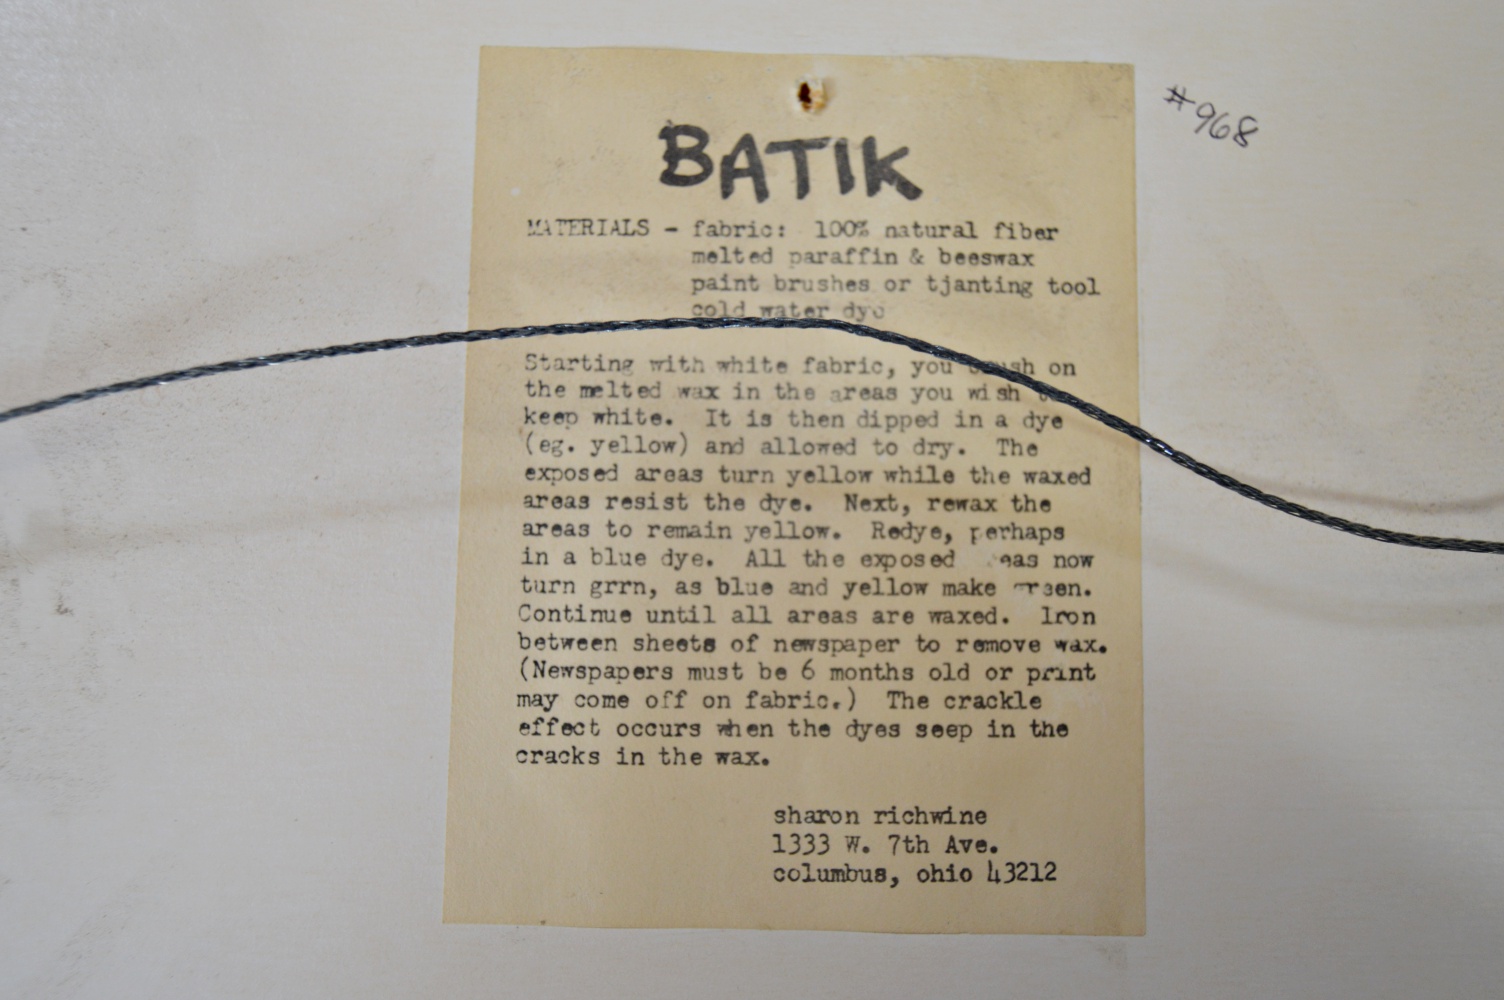 #968
BATIK
MATERIALS - fabric: 100% natural fiber
melted paraffin & beeswax
paint brushes or tjanting tool
cold water dye
Starting with white fabric, you brush on
the melted wax in the areas you wish to
keep white. It is then dipped in a dye
(eg. yellow) and allowed to dry. The
exposed areas turn yellow while the waxed
areas resist the dye. Next, rewax the
areas to remain yellow. Redye, perhaps
in a blue dye. All the exposed areas now
turn grrn, as blue and yellow make green.
Continue until all areas are waxed. Iron
between sheets of newspaper to remove wax.
(Newspapers must be 6 months old or print
may come off on fabric.) The crackle
effect occurs when the dyes seep in the
cracks in the wax.
sharon richwine
1333 W. 7th Ave.
columbus, ohio 43212